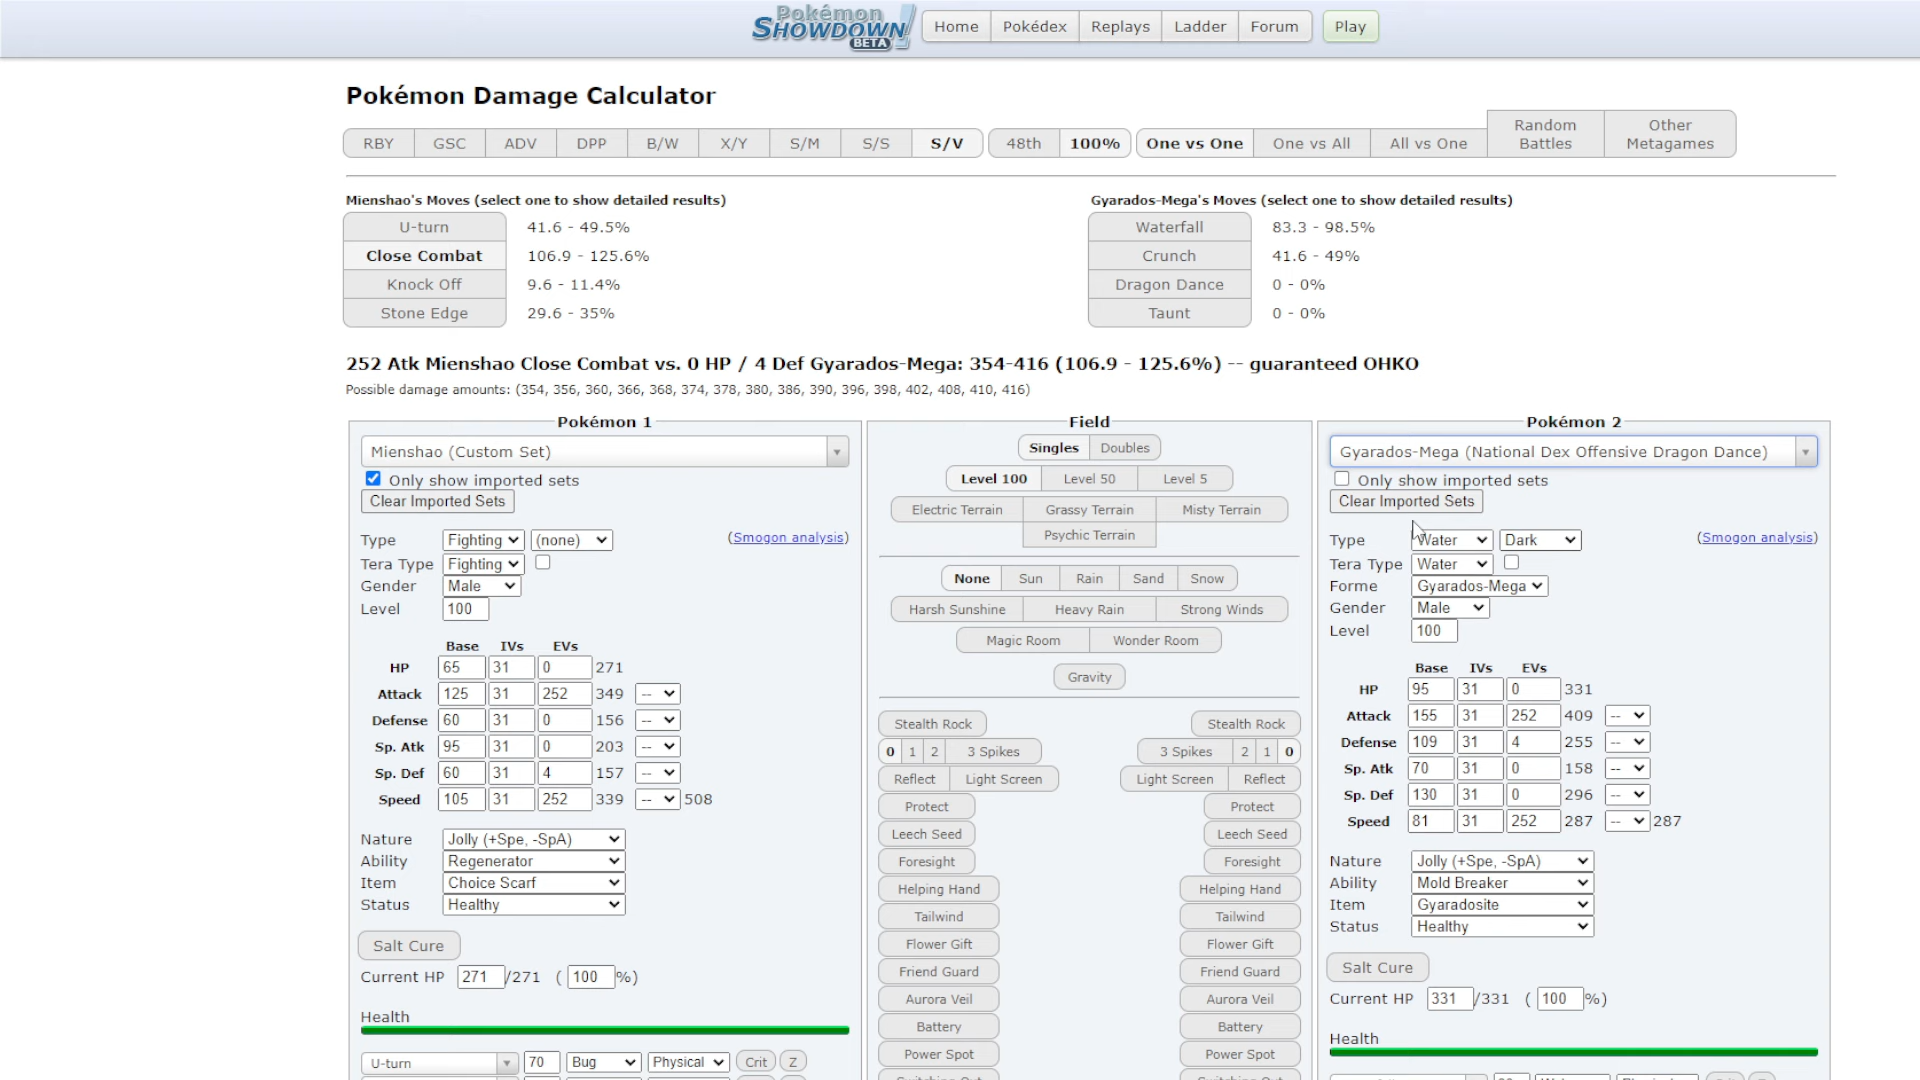 Pokémon Showdown! BETA
Home Pokédex Replays Ladder Forum Play
Pokémon Damage Calculator
RBY GSC ADV DPP B/W X/Y S/M S/S S/V 48th 100% One vs One One vs All All vs One Random Battles Other Metagames
Mienshao's Moves (select one to show detailed results) Gyarados-Mega's Moves (select one to show detailed results)
U-turn 41.6 - 49.5% Waterfall 83.3 - 98.5%
Close Combat 106.9 - 125.6% Crunch 41.6 - 49%
Knock Off 9.6 - 11.4% Dragon Dance 0 - 0%
Stone Edge 29.6 - 35% Taunt 0 - 0%
252 Atk Mienshao Close Combat vs. 0 HP / 4 Def Gyarados-Mega: 354-416 (106.9 - 125.6%) -- guaranteed OHKO
Possible damage amounts: (354, 356, 360, 366, 368, 374, 378, 380, 386, 390, 396, 398, 402, 408, 410, 416)
Pokémon 1
Mienshao (Custom Set)
Only show imported sets
Clear Imported Sets
Type Fighting (none) (Smogon analysis)
Tera Type Fighting
Gender Male
Level 100
Base IVs EVs
HP 65 31 0 271
Attack 125 31 252 349 --
Defense 60 31 0 156 --
Sp. Atk 95 31 0 203 --
Sp. Def 60 31 4 157 --
Speed 105 31 252 339 -- 508
Nature Jolly (+Spe, -SpA)
Ability Regenerator
Item Choice Scarf
Status Healthy
Salt Cure
Current HP 271/271 ( 100 %)
Health
U-turn 70 Bug Physical Crit Z
Field
Singles Doubles
Level 100 Level 50 Level 5
Electric Terrain Grassy Terrain Misty Terrain
Psychic Terrain
None Sun Rain Sand Snow
Harsh Sunshine Heavy Rain Strong Winds
Magic Room Wonder Room
Gravity
Stealth Rock Stealth Rock
0 1 2 3 Spikes 3 Spikes 2 1 0
Reflect Light Screen Light Screen Reflect
Protect Protect
Leech Seed Leech Seed
Foresight Foresight
Helping Hand Helping Hand
Tailwind Tailwind
Flower Gift Flower Gift
Friend Guard Friend Guard
Aurora Veil Aurora Veil
Battery Battery
Power Spot Power Spot
Pokémon 2
Gyarados-Mega (National Dex Offensive Dragon Dance)
Only show imported sets
Clear Imported Sets
Type Water Dark (Smogon analysis)
Tera Type Water
Forme Gyarados-Mega
Gender Male
Level 100
Base IVs EVs
HP 95 31 0 331
Attack 155 31 252 409 --
Defense 109 31 4 255 --
Sp. Atk 70 31 0 158 --
Sp. Def 130 31 0 296 --
Speed 81 31 252 287 -- 287
Nature Jolly (+Spe, -SpA)
Ability Mold Breaker
Item Gyaradosite
Status Healthy
Salt Cure
Current HP 331/331 ( 100 %)
Health